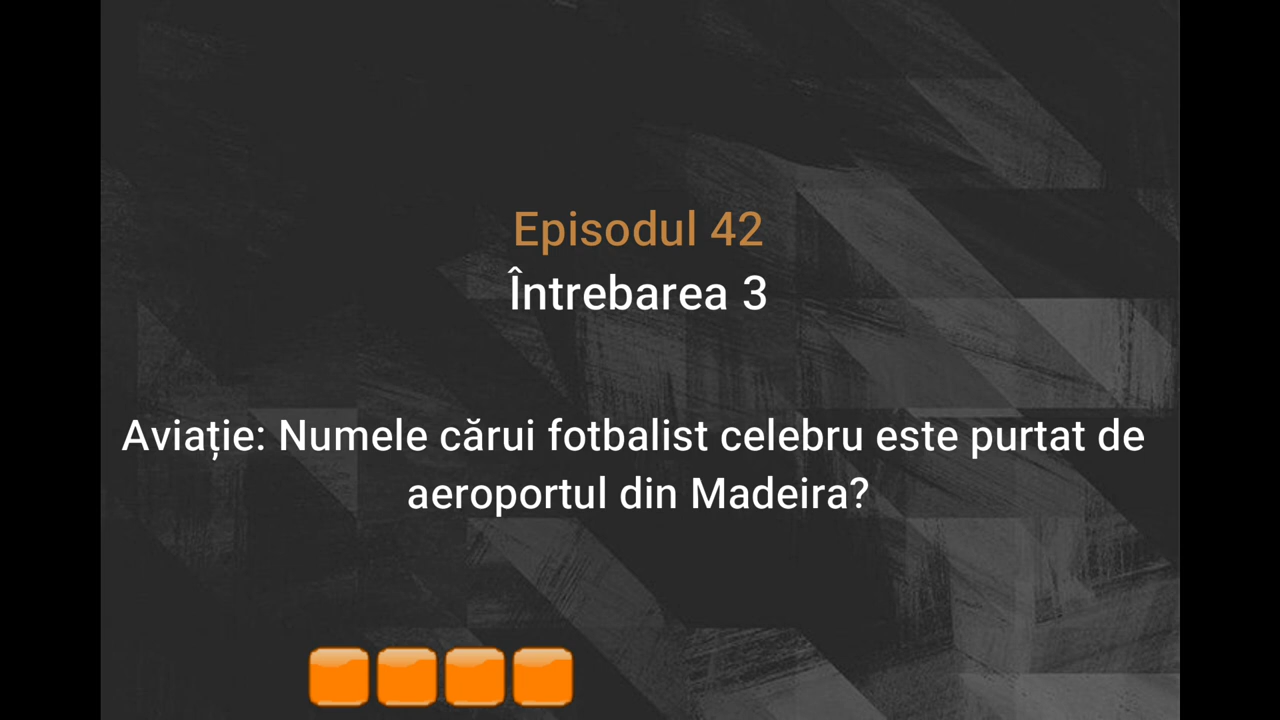 Episodul 42
Întrebarea 3
Aviație: Numele cărui fotbalist celebru este purtat de
aeroportul din Madeira?